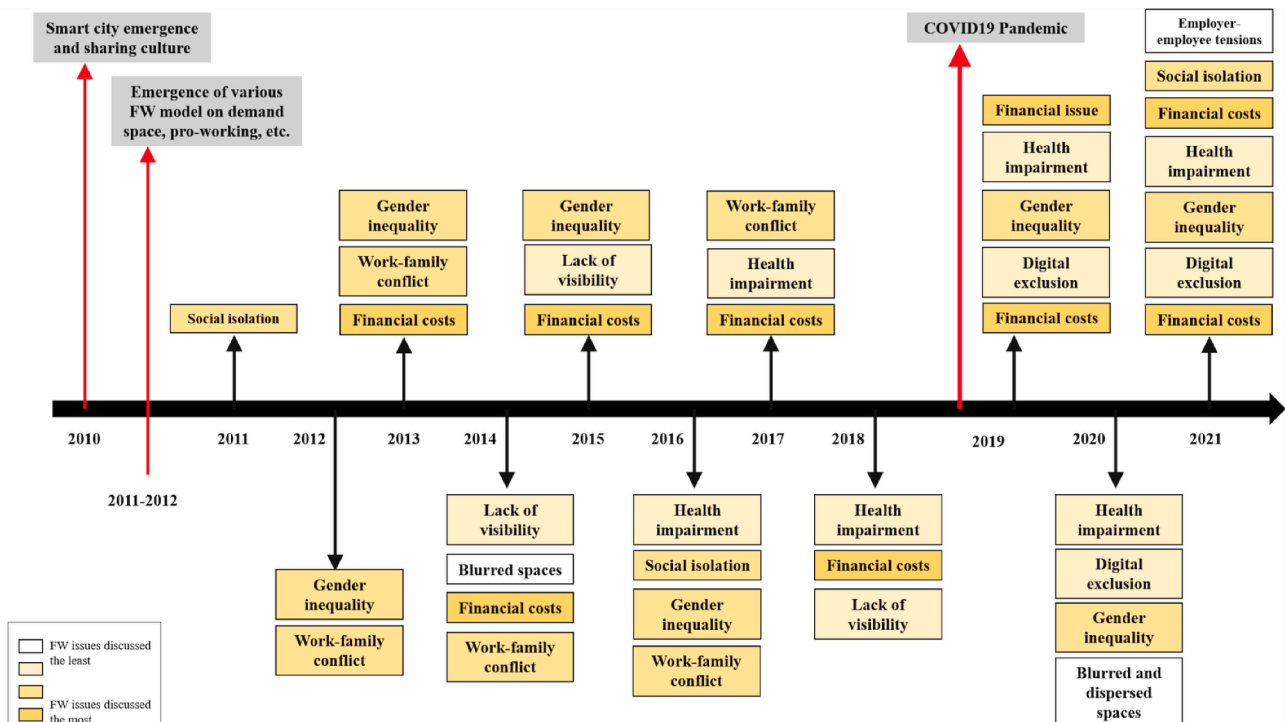 Smart city emergence
and sharing culture
Emergence of various
FW model on demand
space, pro-working, etc.
COVID19 Pandemic
Employer-
employee tensions
Social isolation
Financial costs
Health
impairment
Gender
inequality
Digital
exclusion
Financial costs
Financial issue
Health
impairment
Gender
inequality
Digital
exclusion
Financial costs
Gender
inequality
Work-family
conflict
Financial costs
Gender
inequality
Lack of
visibility
Financial costs
Work-family
conflict
Health
impairment
Financial costs
Social isolation
2010
2011
2012
2013
2014
2015
2016
2017
2018
2019
2020
2021
2011-2012
Gender
inequality
Work-family
conflict
Lack of
visibility
Blurred spaces
Financial costs
Work-family
conflict
Health
impairment
Social isolation
Gender
inequality
Work-family
conflict
Health
impairment
Financial costs
Lack of
visibility
Health
impairment
Digital
exclusion
Gender
inequality
Blurred and
dispersed
spaces
FW issues discussed
the least
FW issues discussed
the most